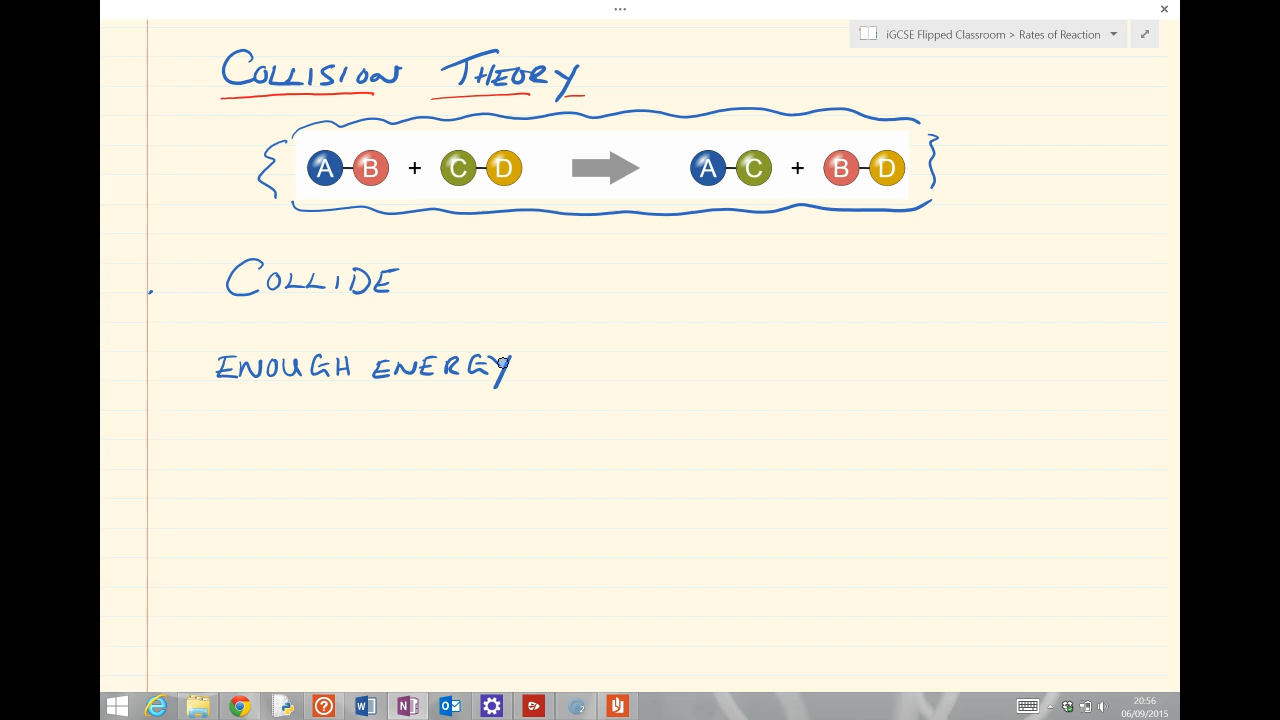 ...
iGCSE Flipped Classroom > Rates of Reaction
COLLISION THEORY
A B + C D A C + B D
COLLIDE
ENOUGH ENERGY
20:56
06/09/2015